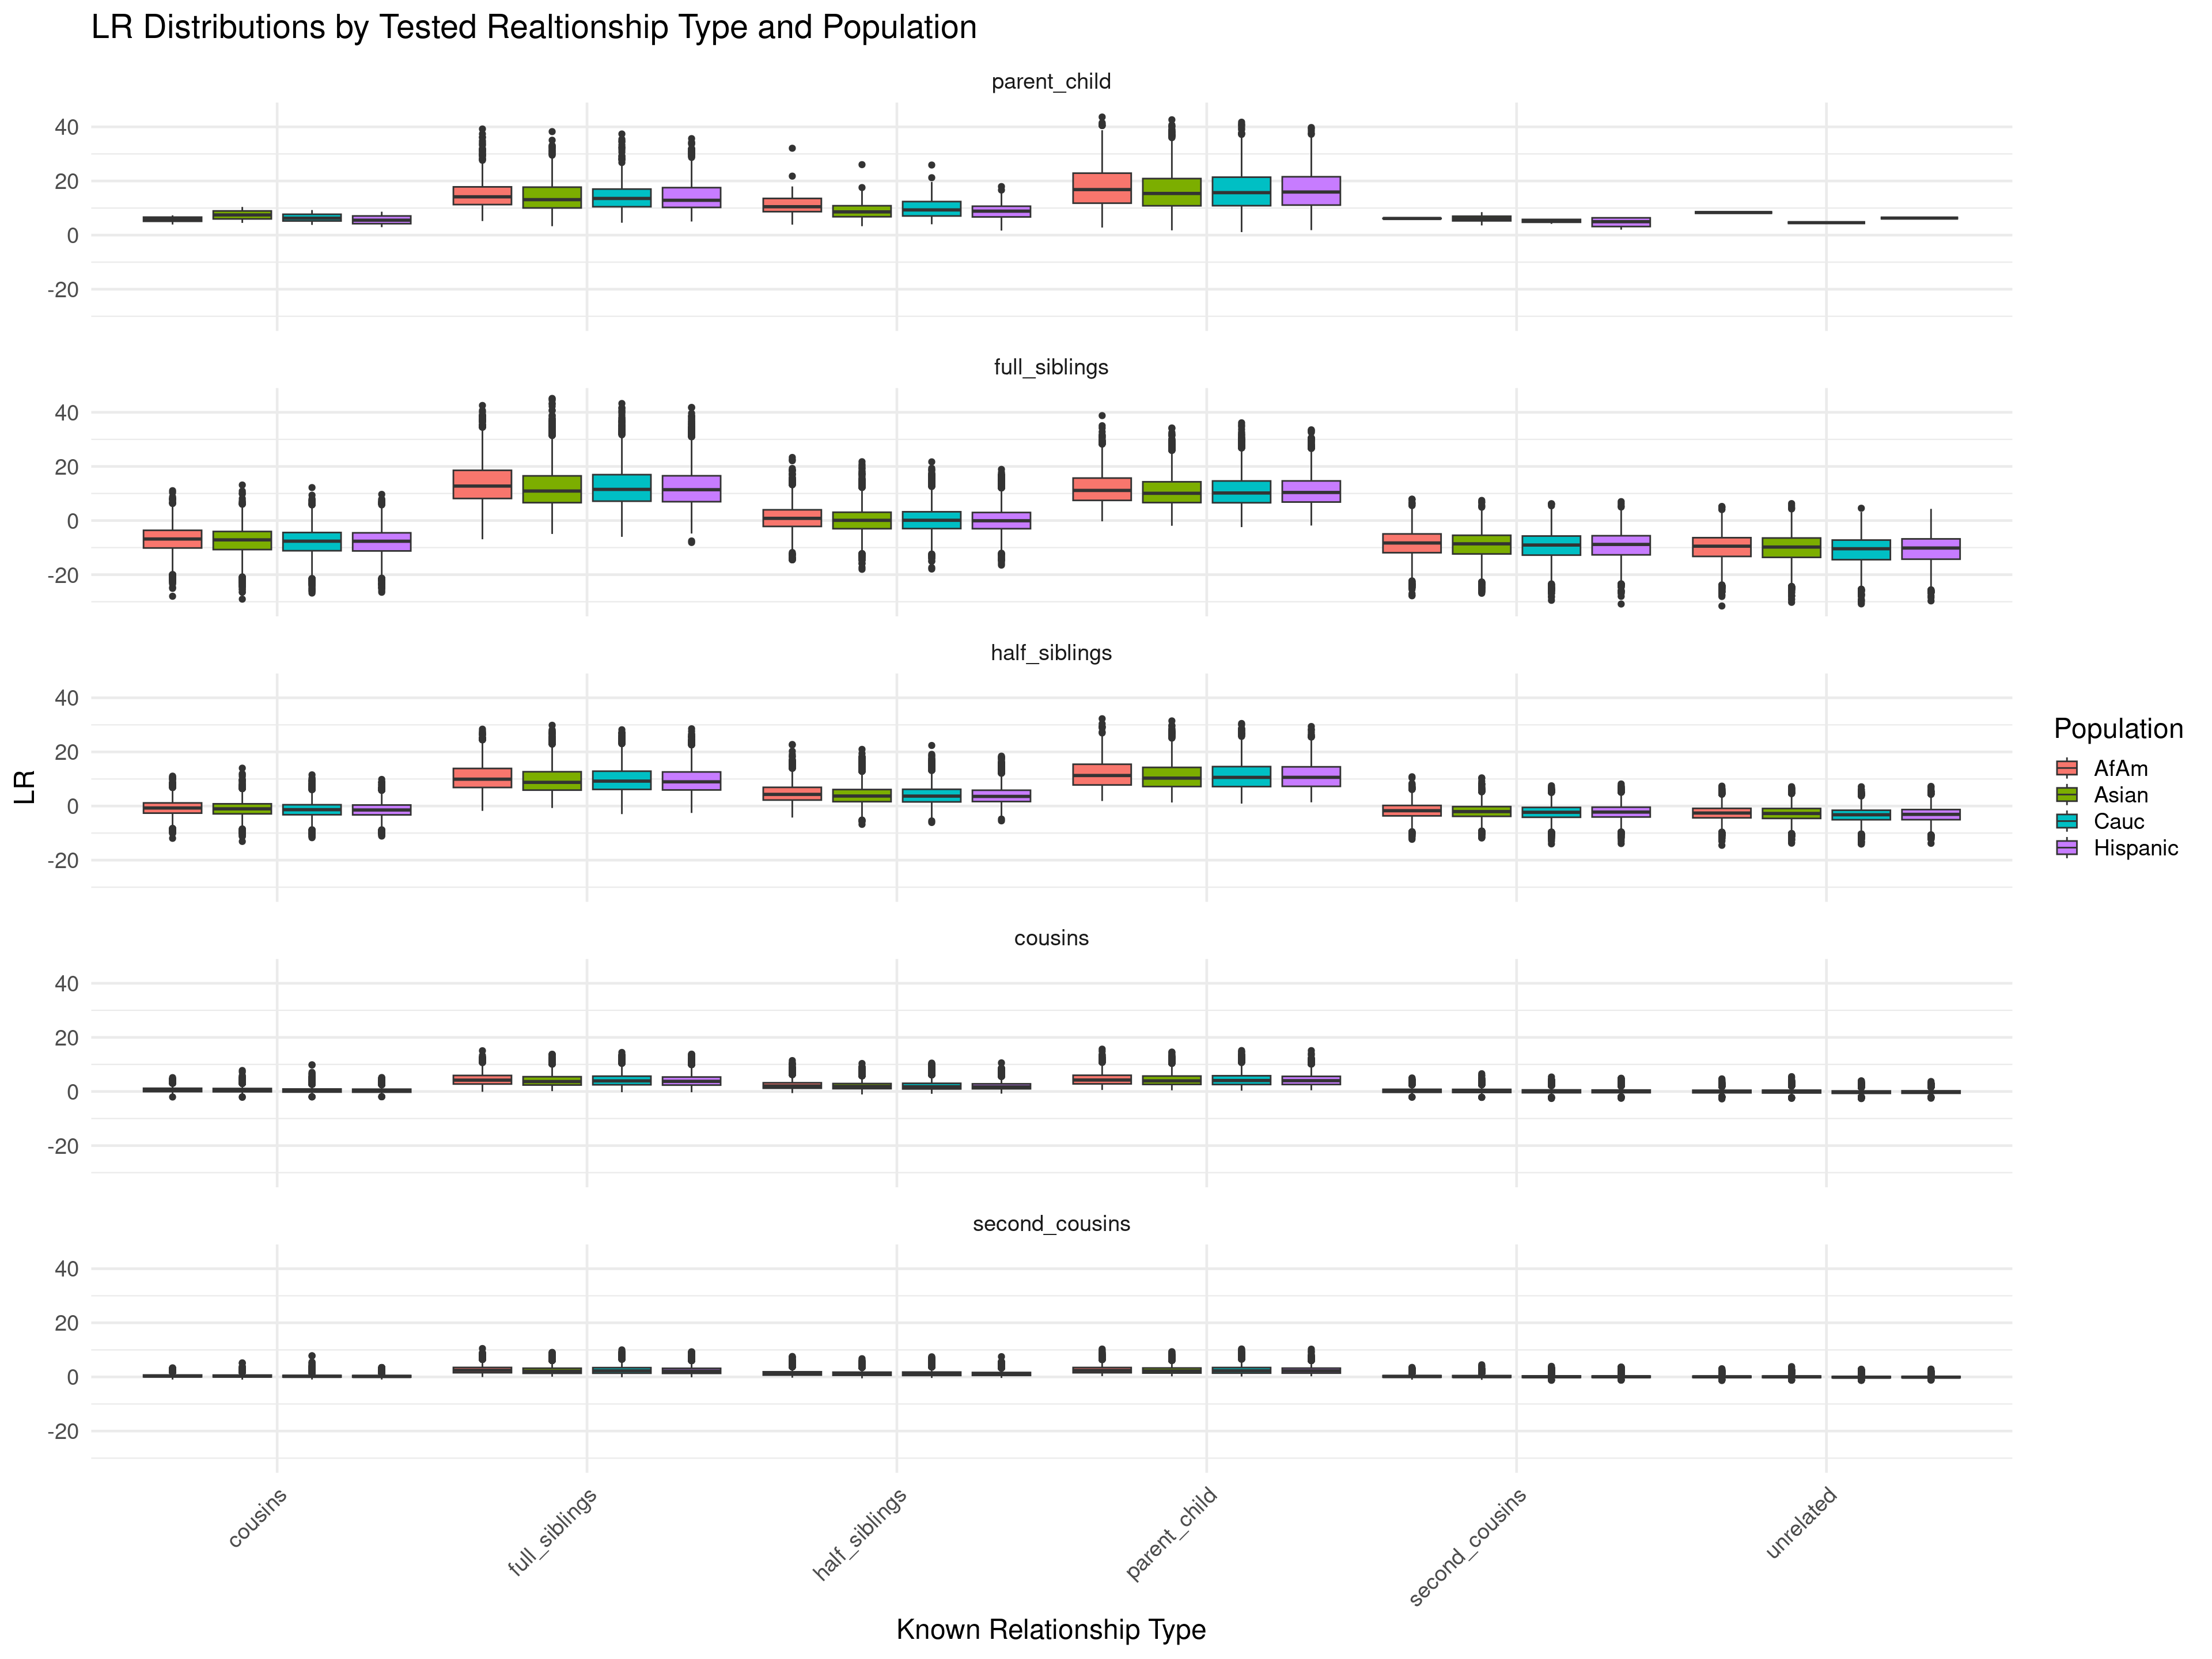 LR Distributions by Tested Realtionship Type and Population
parent_child
40
20
0
-20
full_siblings
40
20
0
-20
half_siblings
40
20
0
-20
cousins
40
20
0
-20
second_cousins
40
20
0
-20
LR
cousins
full_siblings
half_siblings
parent_child
second_cousins
unrelated
Known Relationship Type
Population
AfAm
Asian
Cauc
Hispanic